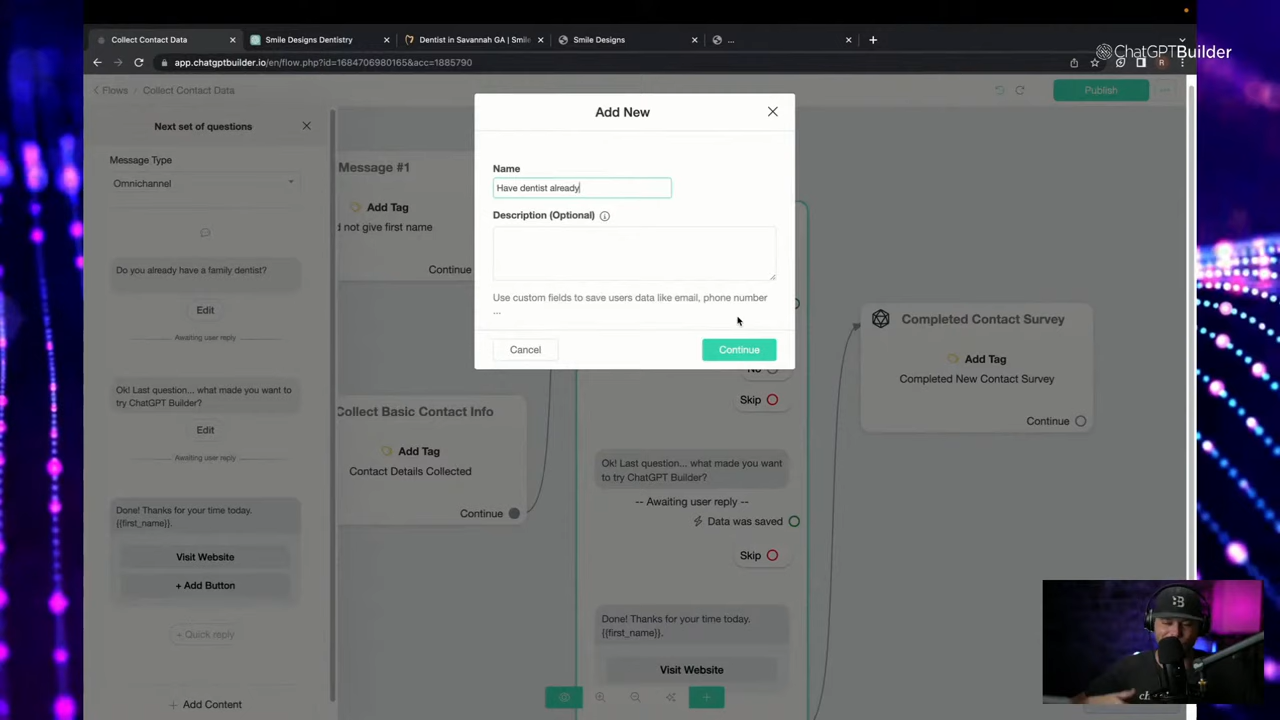 Collect Contact Data
Smile Designs Dentistry
Dentist in Savannah GA | Smile
Smile Designs
...
app.chatgptbuilder.io/en/flow.php?id=1684706980165&acc=1885790
ChatGPTBuilder
R
Flows
Collect Contact Data
Publish
Next set of questions
Message Type
Omnichannel
Do you already have a family dentist?
Edit
Awaiting user reply
Ok! Last question... what made you want to
try ChatGPT Builder?
Edit
Awaiting user reply
Done! Thanks for your time today.
{{first_name}}.
Visit Website
+ Add Button
+ Quick reply
+ Add Content
Message #1
Add Tag
d not give first name
Continue
Collect Basic Contact Info
Add Tag
Contact Details Collected
Continue
Add New
Name
Have dentist already
Description (Optional)
Use custom fields to save users data like email, phone number
...
Cancel
Continue
No
Skip
Ok! Last question... what made you want
to try ChatGPT Builder?
-- Awaiting user reply --
Data was saved
Skip
Done! Thanks for your time today.
{{first_name}}.
Visit Website
Completed Contact Survey
Add Tag
Completed New Contact Survey
Continue